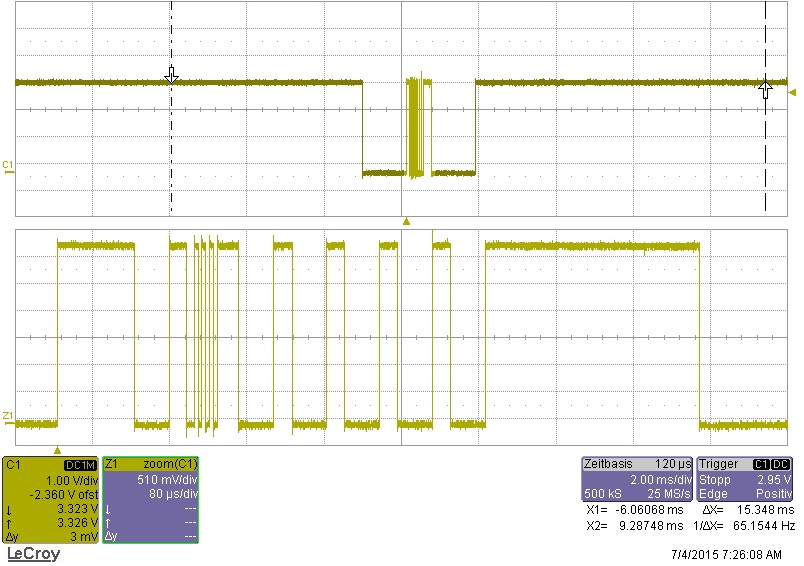 C1
Z1
C1 DC1M
1.00 V/div
-2.360 V ofst
↓ 3.323 V
↑ 3.326 V
Δy 3 mV
Z1 zoom(C1)
510 mV/div
80 µs/div
↓ ---
↑ ---
Δy ---
Zeitbasis 120 µs
2.00 ms/div
500 kS 25 MS/s
Trigger C1 DC
Stopp 2.95 V
Edge Positiv
X1= -6.06068 ms ΔX= 15.348 ms
X2= 9.28748 ms 1/ΔX= 65.1544 Hz
LeCroy
7/4/2015 7:26:08 AM